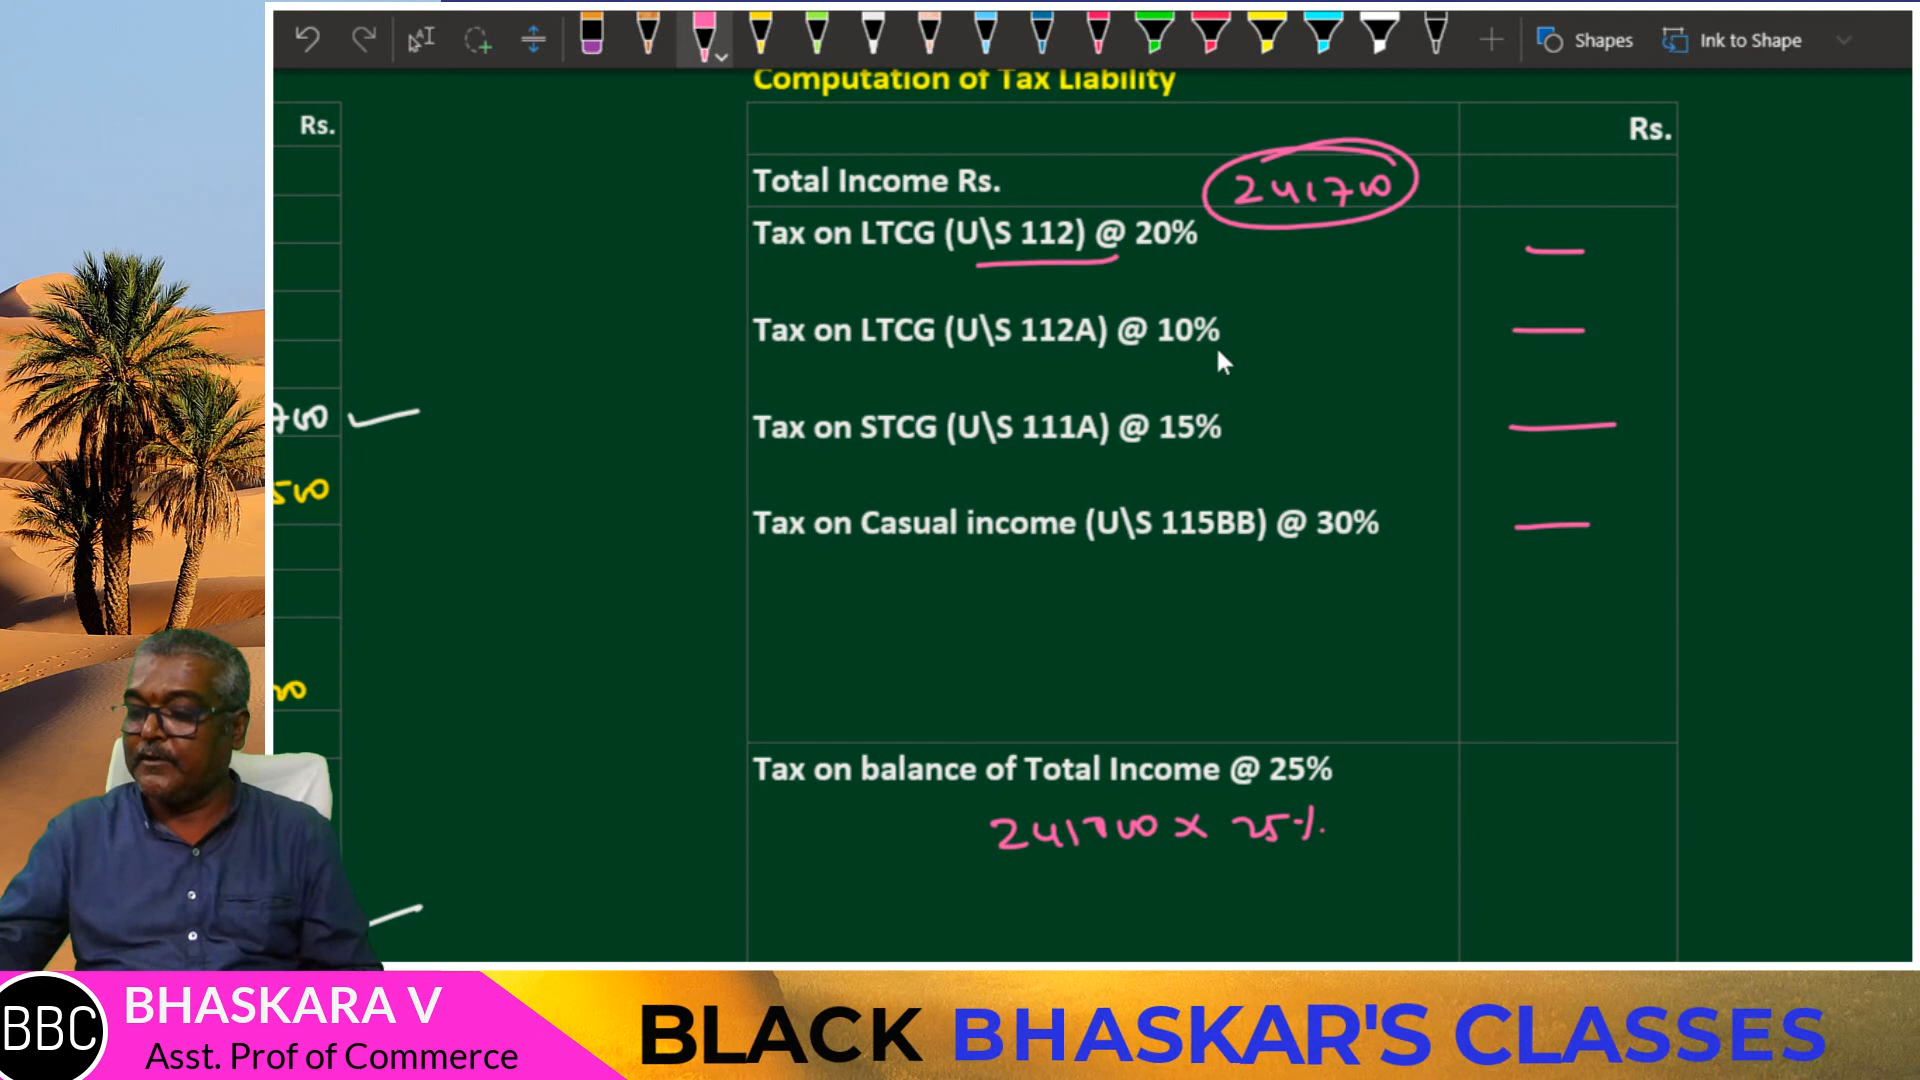 Shapes
Ink to Shape
Computation of Tax Liability
Rs.
Rs.
Total Income Rs. 241700
Tax on LTCG (U\S 112) @ 20%
Tax on LTCG (U\S 112A) @ 10%
Tax on STCG (U\S 111A) @ 15%
Tax on Casual income (U\S 115BB) @ 30%
Tax on balance of Total Income @ 25%
241700 x 25%
BBC
BHASKARA V
Asst. Prof of Commerce
BLACK BHASKAR'S CLASSES